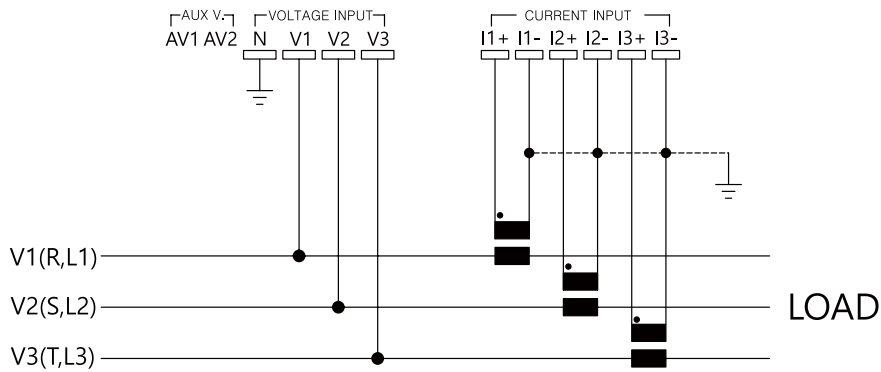 AUX V. VOLTAGE INPUT CURRENT INPUT
AV1 AV2 N V1 V2 V3 I1+ I1- I2+ I2- I3+ I3-
V1(R,L1)
V2(S,L2) LOAD
V3(T,L3)